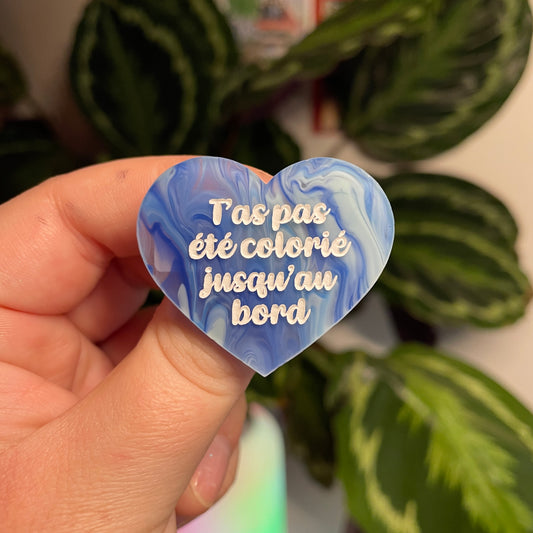 T'as pas
été colorié
jusqu'au
bord